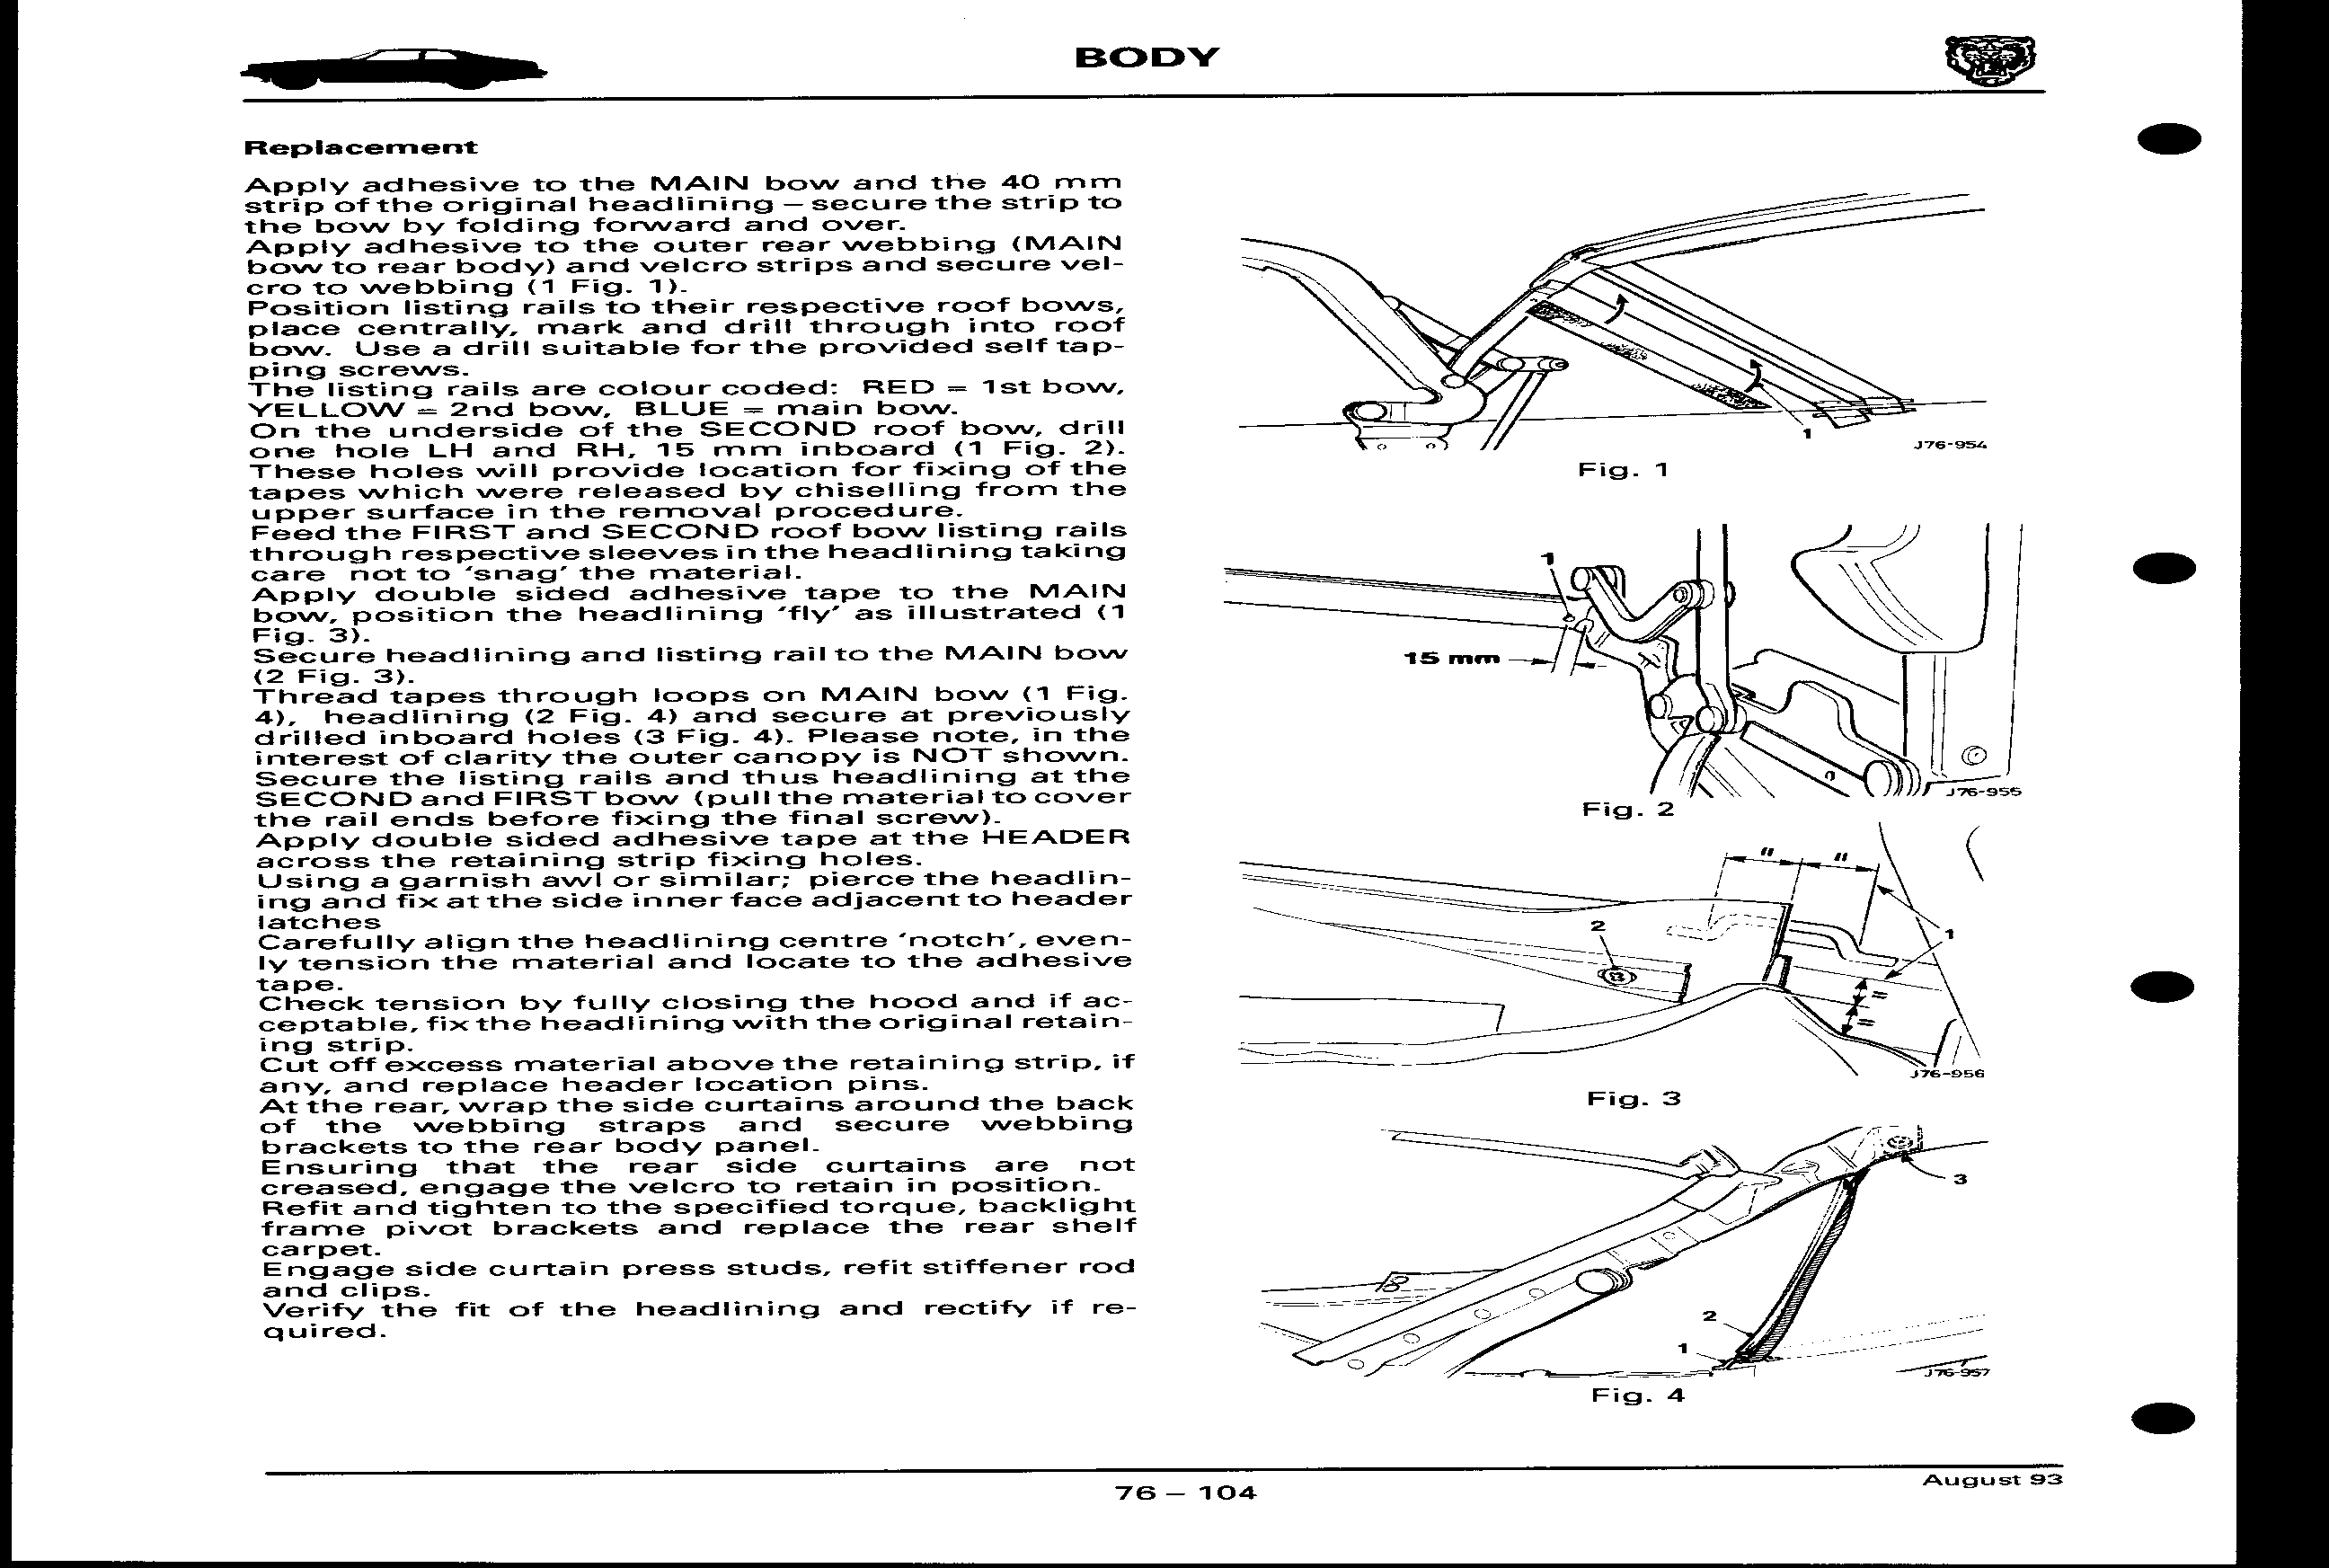 BODY
Replacement
Apply adhesive to the MAIN bow and the 40 mm
strip of the original headlining – secure the strip to
the bow by folding forward and over.
Apply adhesive to the outer rear webbing (MAIN
bow to rear body) and velcro strips and secure vel-
cro to webbing (1 Fig. 1).
Position listing rails to their respective roof bows,
place centrally, mark and drill through into roof
bow. Use a drill suitable for the provided self tap-
ping screws.
The listing rails are colour coded: RED = 1st bow,
YELLOW = 2nd bow, BLUE = main bow.
On the underside of the SECOND roof bow, drill
one hole LH and RH, 15 mm inboard (1 Fig. 2).
These holes will provide location for fixing of the
tapes which were released by chiselling from the
upper surface in the removal procedure.
Feed the FIRST and SECOND roof bow listing rails
through respective sleeves in the headlining taking
care not to 'snag' the material.
Apply double sided adhesive tape to the MAIN
bow, position the headlining 'fly' as illustrated (1
Fig. 3).
Secure headlining and listing rail to the MAIN bow
(2 Fig. 3).
Thread tapes through loops on MAIN bow (1 Fig.
4), headlining (2 Fig. 4) and secure at previously
drilled inboard holes (3 Fig. 4). Please note, in the
interest of clarity the outer canopy is NOT shown.
Secure the listing rails and thus headlining at the
SECOND and FIRST bow (pull the material to cover
the rail ends before fixing the final screw).
Apply double sided adhesive tape at the HEADER
across the retaining strip fixing holes.
Using a garnish awl or similar; pierce the headlin-
ing and fix at the side inner face adjacent to header
latches
Carefully align the headlining centre 'notch', even-
ly tension the material and locate to the adhesive
tape.
Check tension by fully closing the hood and if ac-
ceptable, fix the headlining with the original retain-
ing strip.
Cut off excess material above the retaining strip, if
any, and replace header location pins.
At the rear, wrap the side curtains around the back
of the webbing straps and secure webbing
brackets to the rear body panel.
Ensuring that the rear side curtains are not
creased, engage the velcro to retain in position.
Refit and tighten to the specified torque, backlight
frame pivot brackets and replace the rear shelf
carpet.
Engage side curtain press studs, refit stiffener rod
and clips.
Verify the fit of the headlining and rectify if re-
quired.
1
J76-954
Fig. 1
1
15 mm
J76-955
Fig. 2
" "
2
1
=
=
J76-956
Fig. 3
3
2
1
J76-957
Fig. 4
76 – 104
August 93